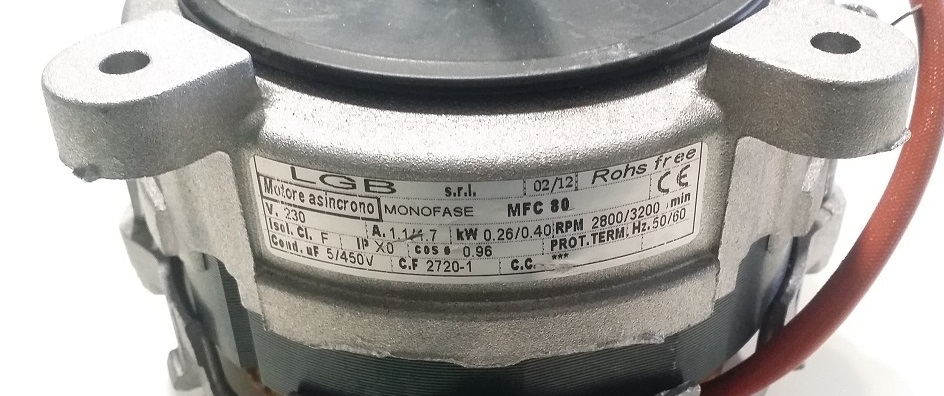 LGB s.r.l. 02/12 Rohs free
Motore asincrono MONOFASE MFC 80 CE
V. 230 A. 1.1/1.7 kW 0.26/0.40 RPM 2800/3200 min
Isol. Cl. F IP X0 cos φ 0.96 PROT.TERM. Hz. 50/60
Cond. uF 5/450V C.F 2720-1 C.C. ***